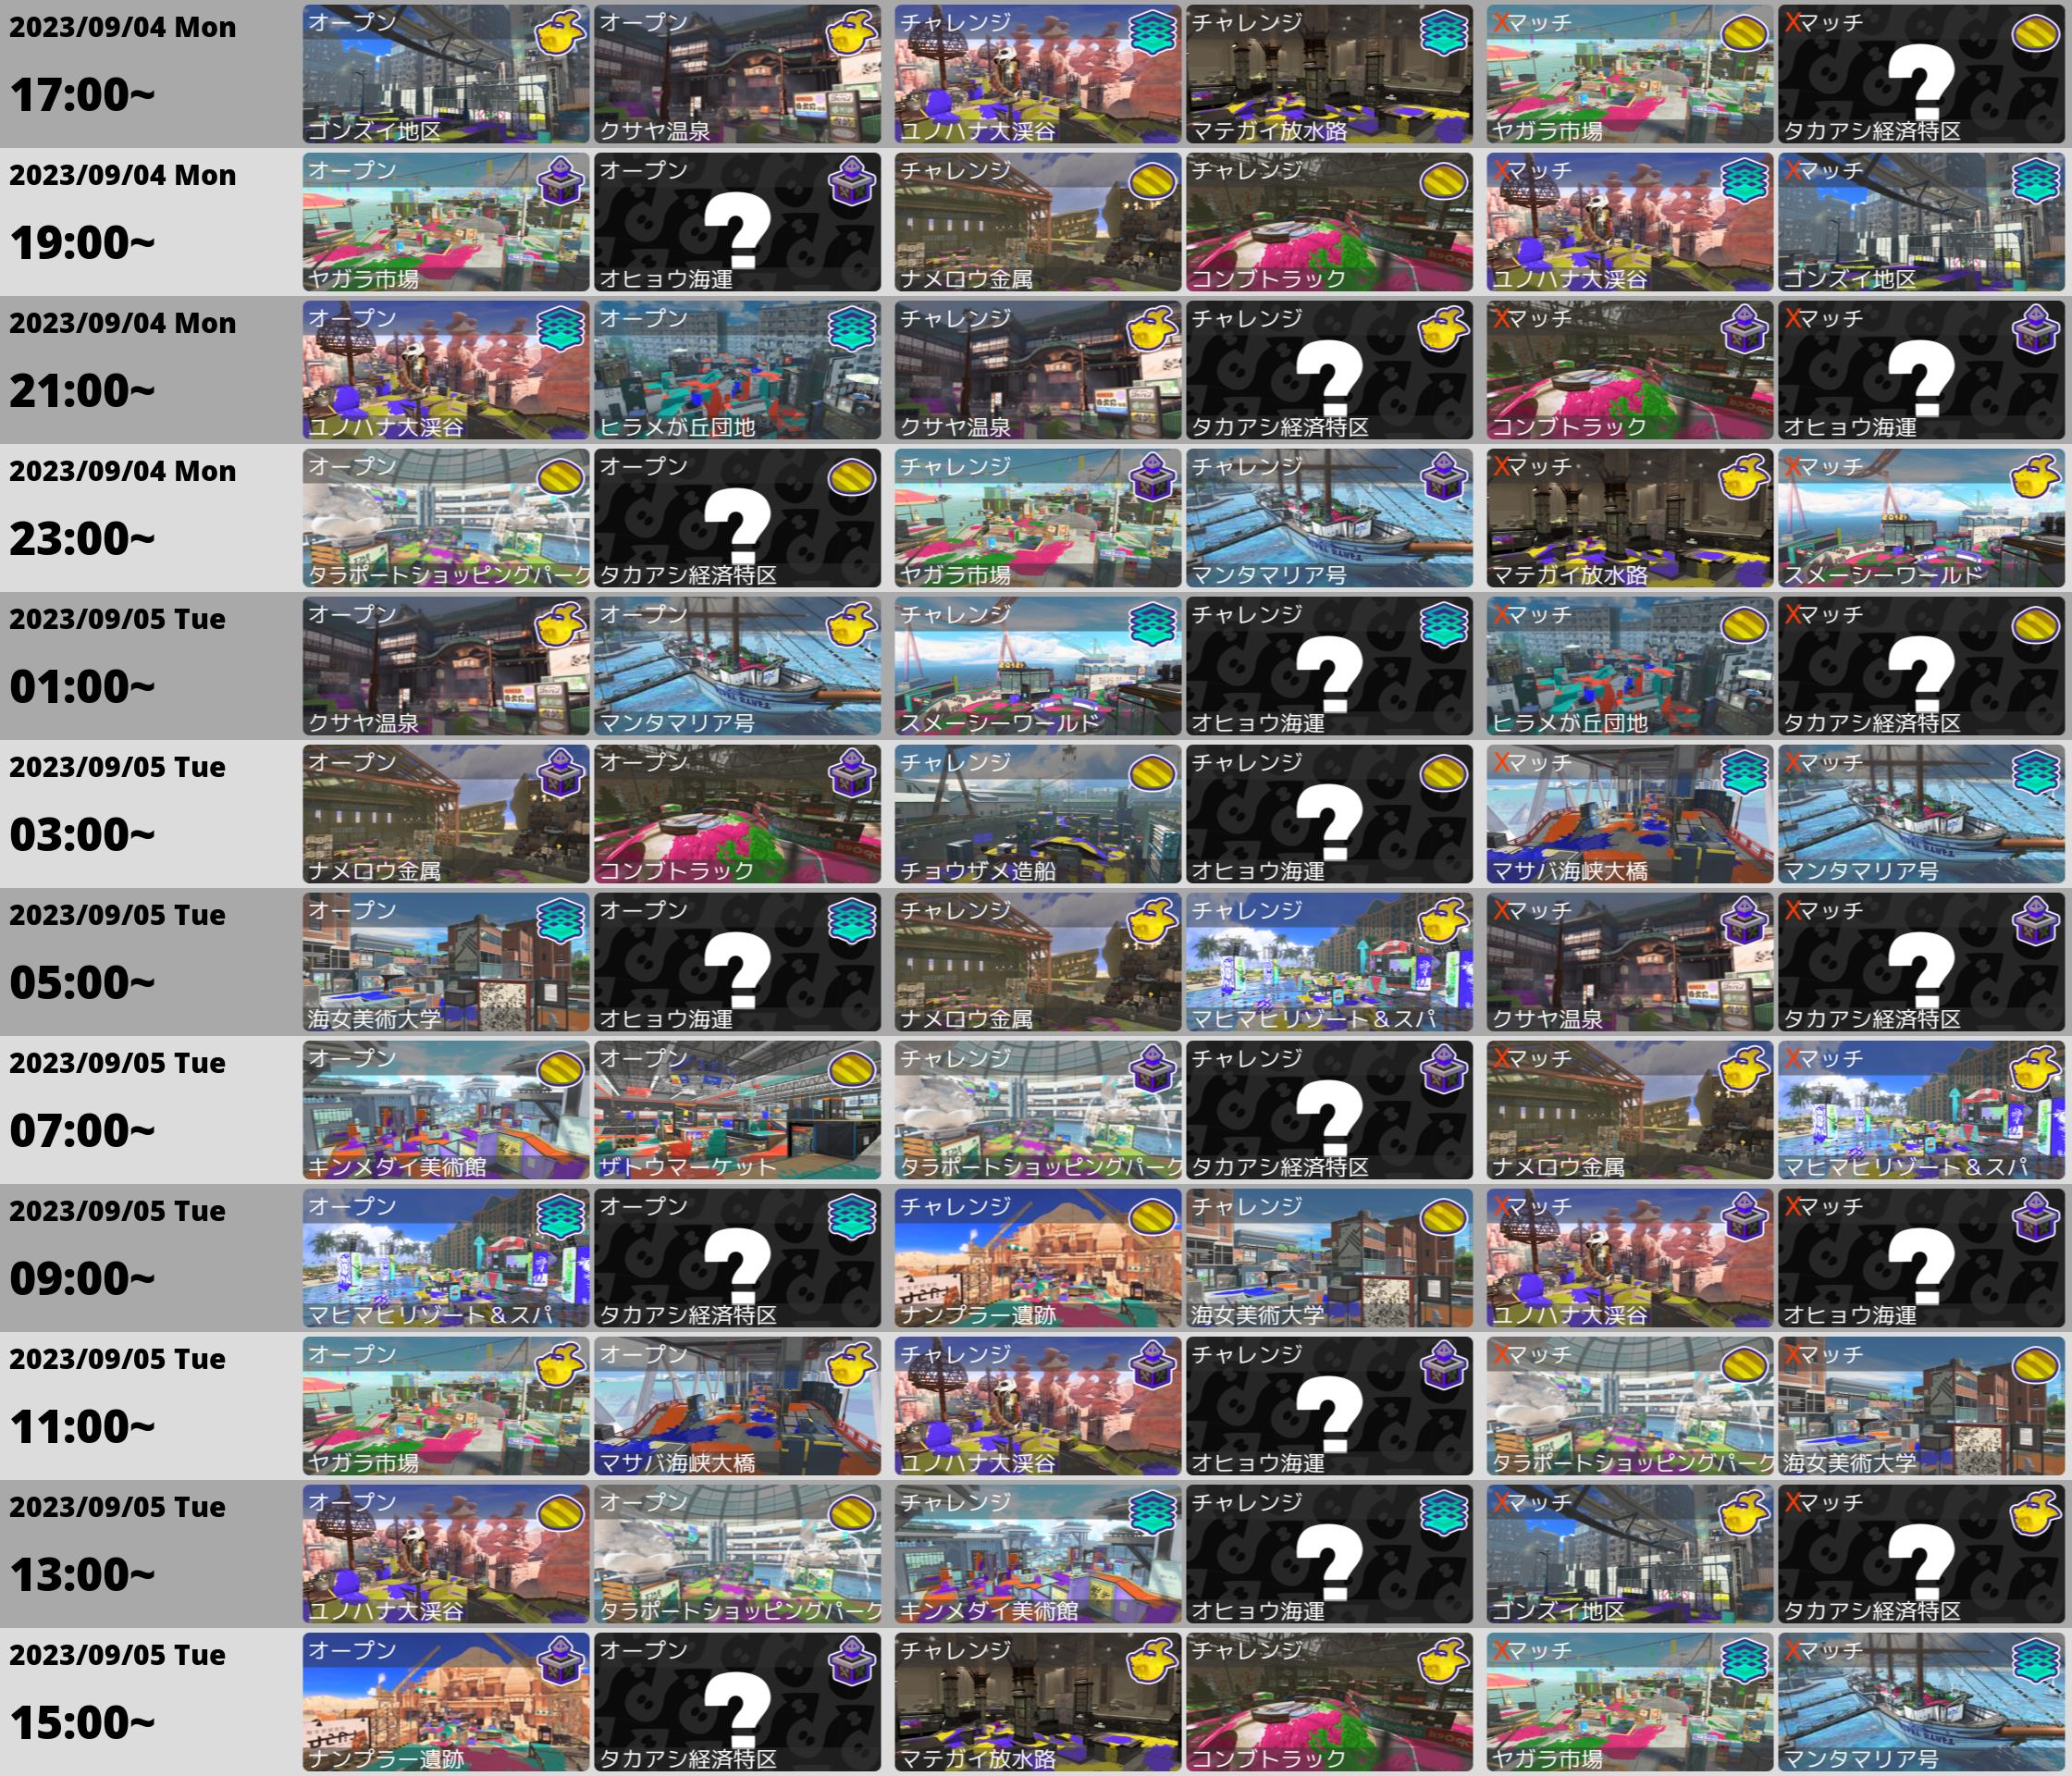 2023/09/04 Mon
17:00~
オープン
ゴンズイ地区
オープン
クサヤ温泉
チャレンジ
ユノハナ大渓谷
チャレンジ
マテガイ放水路
Xマッチ
ヤガラ市場
Xマッチ
?
タカアシ経済特区
2023/09/04 Mon
19:00~
オープン
ヤガラ市場
オープン
?
オヒョウ海運
チャレンジ
ナメロウ金属
チャレンジ
コンブトラック
Xマッチ
ユノハナ大渓谷
Xマッチ
ゴンズイ地区
2023/09/04 Mon
21:00~
オープン
ユノハナ大渓谷
オープン
ヒラメが丘団地
チャレンジ
クサヤ温泉
チャレンジ
?
タカアシ経済特区
Xマッチ
コンブトラック
Xマッチ
?
オヒョウ海運
2023/09/04 Mon
23:00~
オープン
タラポートショッピングパーク
オープン
?
タカアシ経済特区
チャレンジ
ヤガラ市場
チャレンジ
マンタマリア号
Xマッチ
マテガイ放水路
Xマッチ
スメーシーワールド
2023/09/05 Tue
01:00~
オープン
クサヤ温泉
オープン
マンタマリア号
チャレンジ
スメーシーワールド
チャレンジ
?
オヒョウ海運
Xマッチ
ヒラメが丘団地
Xマッチ
?
タカアシ経済特区
2023/09/05 Tue
03:00~
オープン
ナメロウ金属
オープン
コンブトラック
チャレンジ
チョウザメ造船
チャレンジ
?
オヒョウ海運
Xマッチ
マサバ海峡大橋
Xマッチ
マンタマリア号
2023/09/05 Tue
05:00~
オープン
海女美術大学
オープン
?
オヒョウ海運
チャレンジ
ナメロウ金属
チャレンジ
マヒマヒリゾート&スパ
Xマッチ
クサヤ温泉
Xマッチ
?
タカアシ経済特区
2023/09/05 Tue
07:00~
オープン
キンメダイ美術館
オープン
ザトウマーケット
チャレンジ
タラポートショッピングパーク
チャレンジ
?
タカアシ経済特区
Xマッチ
ナメロウ金属
Xマッチ
マヒマヒリゾート&スパ
2023/09/05 Tue
09:00~
オープン
マヒマヒリゾート&スパ
オープン
?
タカアシ経済特区
チャレンジ
ナンプラー遺跡
チャレンジ
海女美術大学
Xマッチ
ユノハナ大渓谷
Xマッチ
?
オヒョウ海運
2023/09/05 Tue
11:00~
オープン
ヤガラ市場
オープン
マサバ海峡大橋
チャレンジ
ユノハナ大渓谷
チャレンジ
?
オヒョウ海運
Xマッチ
タラポートショッピングパーク
Xマッチ
海女美術大学
2023/09/05 Tue
13:00~
オープン
ユノハナ大渓谷
オープン
タラポートショッピングパーク
チャレンジ
キンメダイ美術館
チャレンジ
?
オヒョウ海運
Xマッチ
ゴンズイ地区
Xマッチ
?
タカアシ経済特区
2023/09/05 Tue
15:00~
オープン
ナンプラー遺跡
オープン
?
タカアシ経済特区
チャレンジ
マテガイ放水路
チャレンジ
コンブトラック
Xマッチ
ヤガラ市場
Xマッチ
マンタマリア号